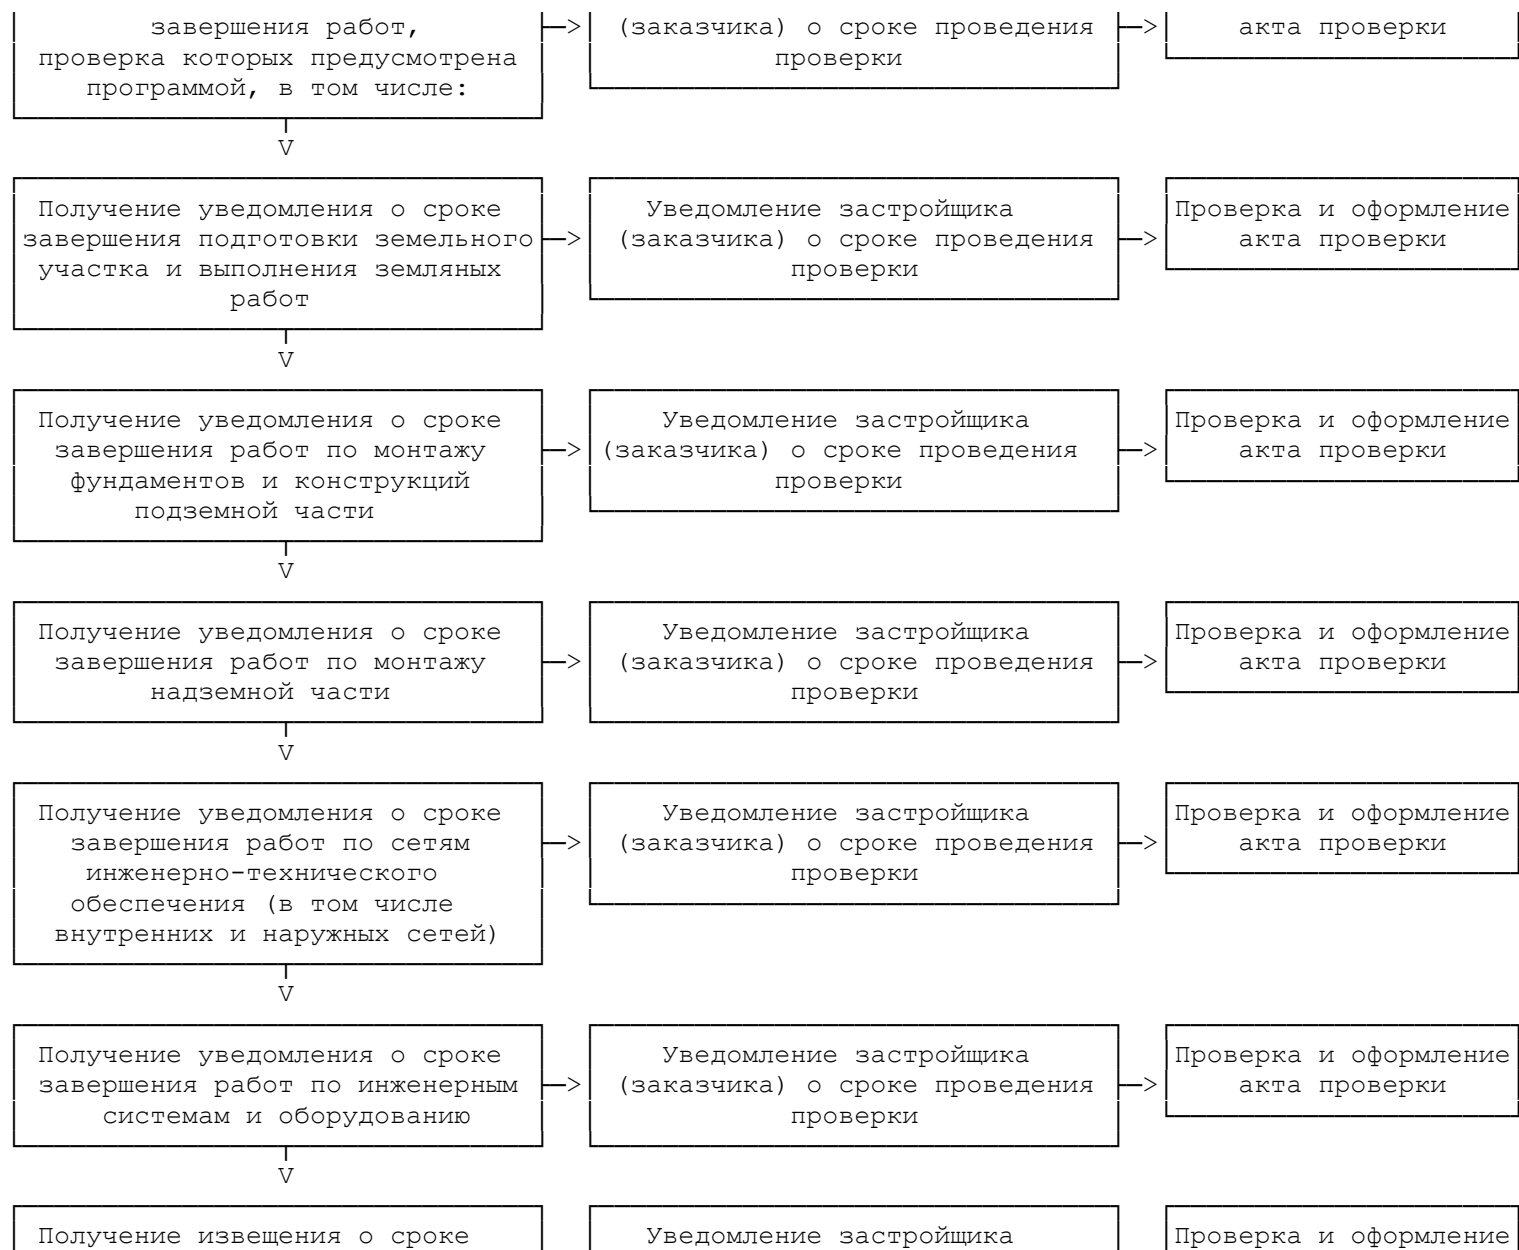 завершения работ, ──> (заказчика) о сроке проведения ──> акта проверки
проверка которых предусмотрена проверки
программой, в том числе:
V
Получение уведомления о сроке Уведомление застройщика Проверка и оформление
завершения подготовки земельного ──> (заказчика) о сроке проведения ──> акта проверки
участка и выполнения земляных проверки
работ
V
Получение уведомления о сроке Уведомление застройщика Проверка и оформление
завершения работ по монтажу ──> (заказчика) о сроке проведения ──> акта проверки
фундаментов и конструкций проверки
подземной части
V
Получение уведомления о сроке Уведомление застройщика Проверка и оформление
завершения работ по монтажу ──> (заказчика) о сроке проведения ──> акта проверки
надземной части проверки
V
Получение уведомления о сроке Уведомление застройщика Проверка и оформление
завершения работ по сетям ──> (заказчика) о сроке проведения ──> акта проверки
инженерно-технического проверки
обеспечения (в том числе
внутренних и наружных сетей)
V
Получение уведомления о сроке Уведомление застройщика Проверка и оформление
завершения работ по инженерным ──> (заказчика) о сроке проведения ──> акта проверки
системам и оборудованию проверки
V
Получение извещения о сроке Уведомление застройщика Проверка и оформление